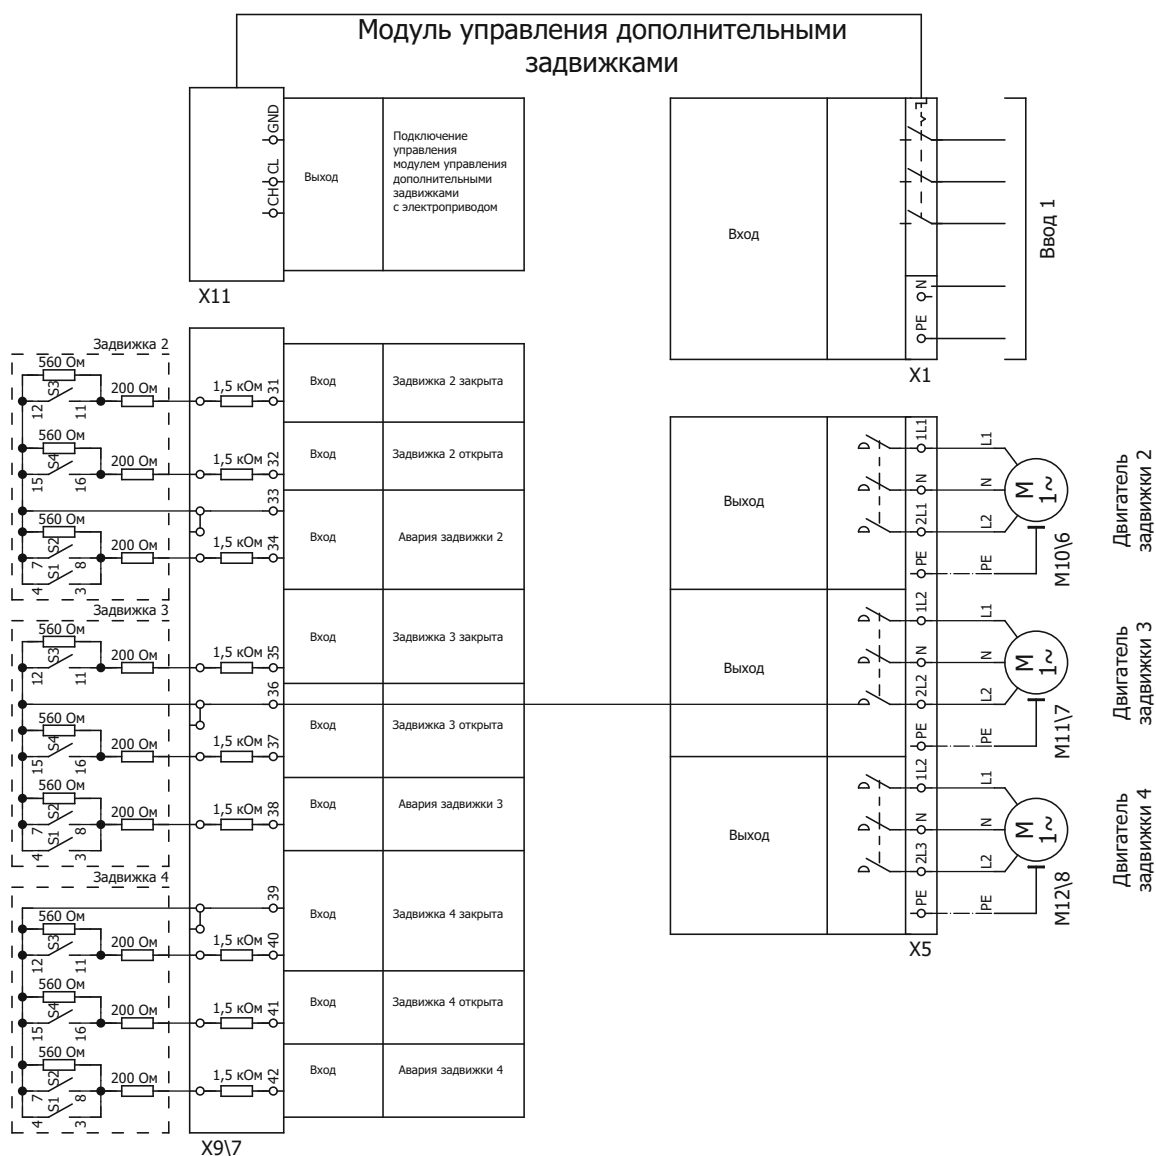 Модуль управления дополнительными
задвижками
GND
CL
CH
Выход
Подключение
управления
модулем управления
дополнительными
задвижками
с электроприводом
X11
Вход
N
PE
X1
Ввод 1
Задвижка 2
560 Ом
S3
12
11
200 Ом
1,5 кОм
31
Вход
Задвижка 2 закрыта
560 Ом
S4
15
16
200 Ом
1,5 кОм
32
Вход
Задвижка 2 открыта
33
560 Ом
S2
7
8
S1
4
3
200 Ом
1,5 кОм
34
Вход
Авария задвижки 2
Задвижка 3
560 Ом
S3
12
11
200 Ом
1,5 кОм
35
Вход
Задвижка 3 закрыта
36
560 Ом
S4
15
16
200 Ом
1,5 кОм
37
Вход
Задвижка 3 открыта
560 Ом
S2
7
8
S1
4
3
200 Ом
1,5 кОм
38
Вход
Авария задвижки 3
Задвижка 4
39
560 Ом
S3
12
11
200 Ом
1,5 кОм
40
Вход
Задвижка 4 закрыта
560 Ом
S4
15
16
200 Ом
1,5 кОм
41
Вход
Задвижка 4 открыта
560 Ом
S2
7
8
S1
4
3
200 Ом
1,5 кОм
42
Вход
Авария задвижки 4
X9\7
Выход
1L1
N
2L1
PE
L1
N
L2
PE
M
1~
M10\6
Двигатель
задвижки 2
Выход
1L2
N
2L2
PE
L1
N
L2
PE
M
1~
M11\7
Двигатель
задвижки 3
Выход
1L2
N
2L3
PE
L1
N
L2
PE
M
1~
M12\8
Двигатель
задвижки 4
X5